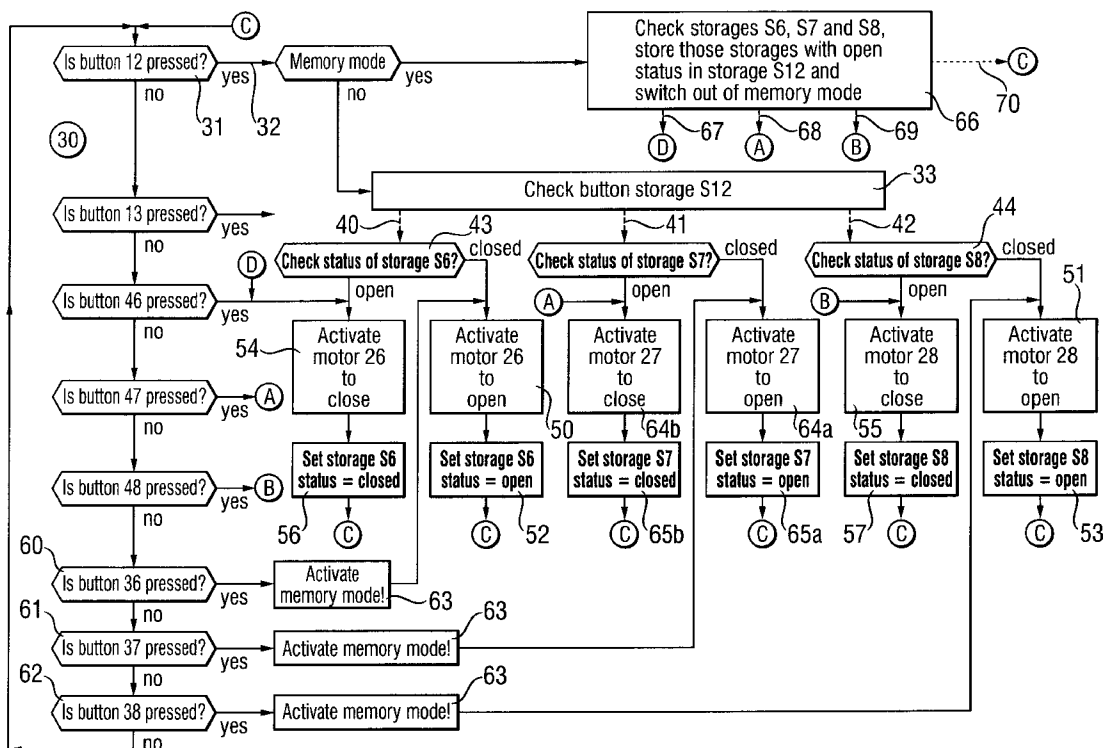 C
Is button 12 pressed?
yes
no
31
32
Memory mode
yes
no
Check storages S6, S7 and S8,
store those storages with open
status in storage S12 and
switch out of memory mode
C
70
66
67
68
69
D
A
B
30
Check button storage S12
33
Is button 13 pressed?
yes
no
40
43
41
42
44
Check status of storage S6?
closed
open
Check status of storage S7?
closed
open
Check status of storage S8?
closed
open
D
A
B
Is button 46 pressed?
yes
no
54
Activate
motor 26
to
close
Activate
motor 26
to
open
50
Activate
motor 27
to
close
64b
Activate
motor 27
to
open
64a
Activate
motor 28
to
close
55
51
Activate
motor 28
to
open
Is button 47 pressed?
yes
A
no
Set storage S6
status = closed
56
C
Set storage S6
status = open
52
C
Set storage S7
status = closed
65b
C
Set storage S7
status = open
65a
C
Set storage S8
status = closed
57
C
Set storage S8
status = open
53
C
Is button 48 pressed?
yes
B
no
60
Is button 36 pressed?
yes
no
Activate
memory mode!
63
61
Is button 37 pressed?
yes
no
Activate memory mode!
63
62
Is button 38 pressed?
yes
no
Activate memory mode!
63